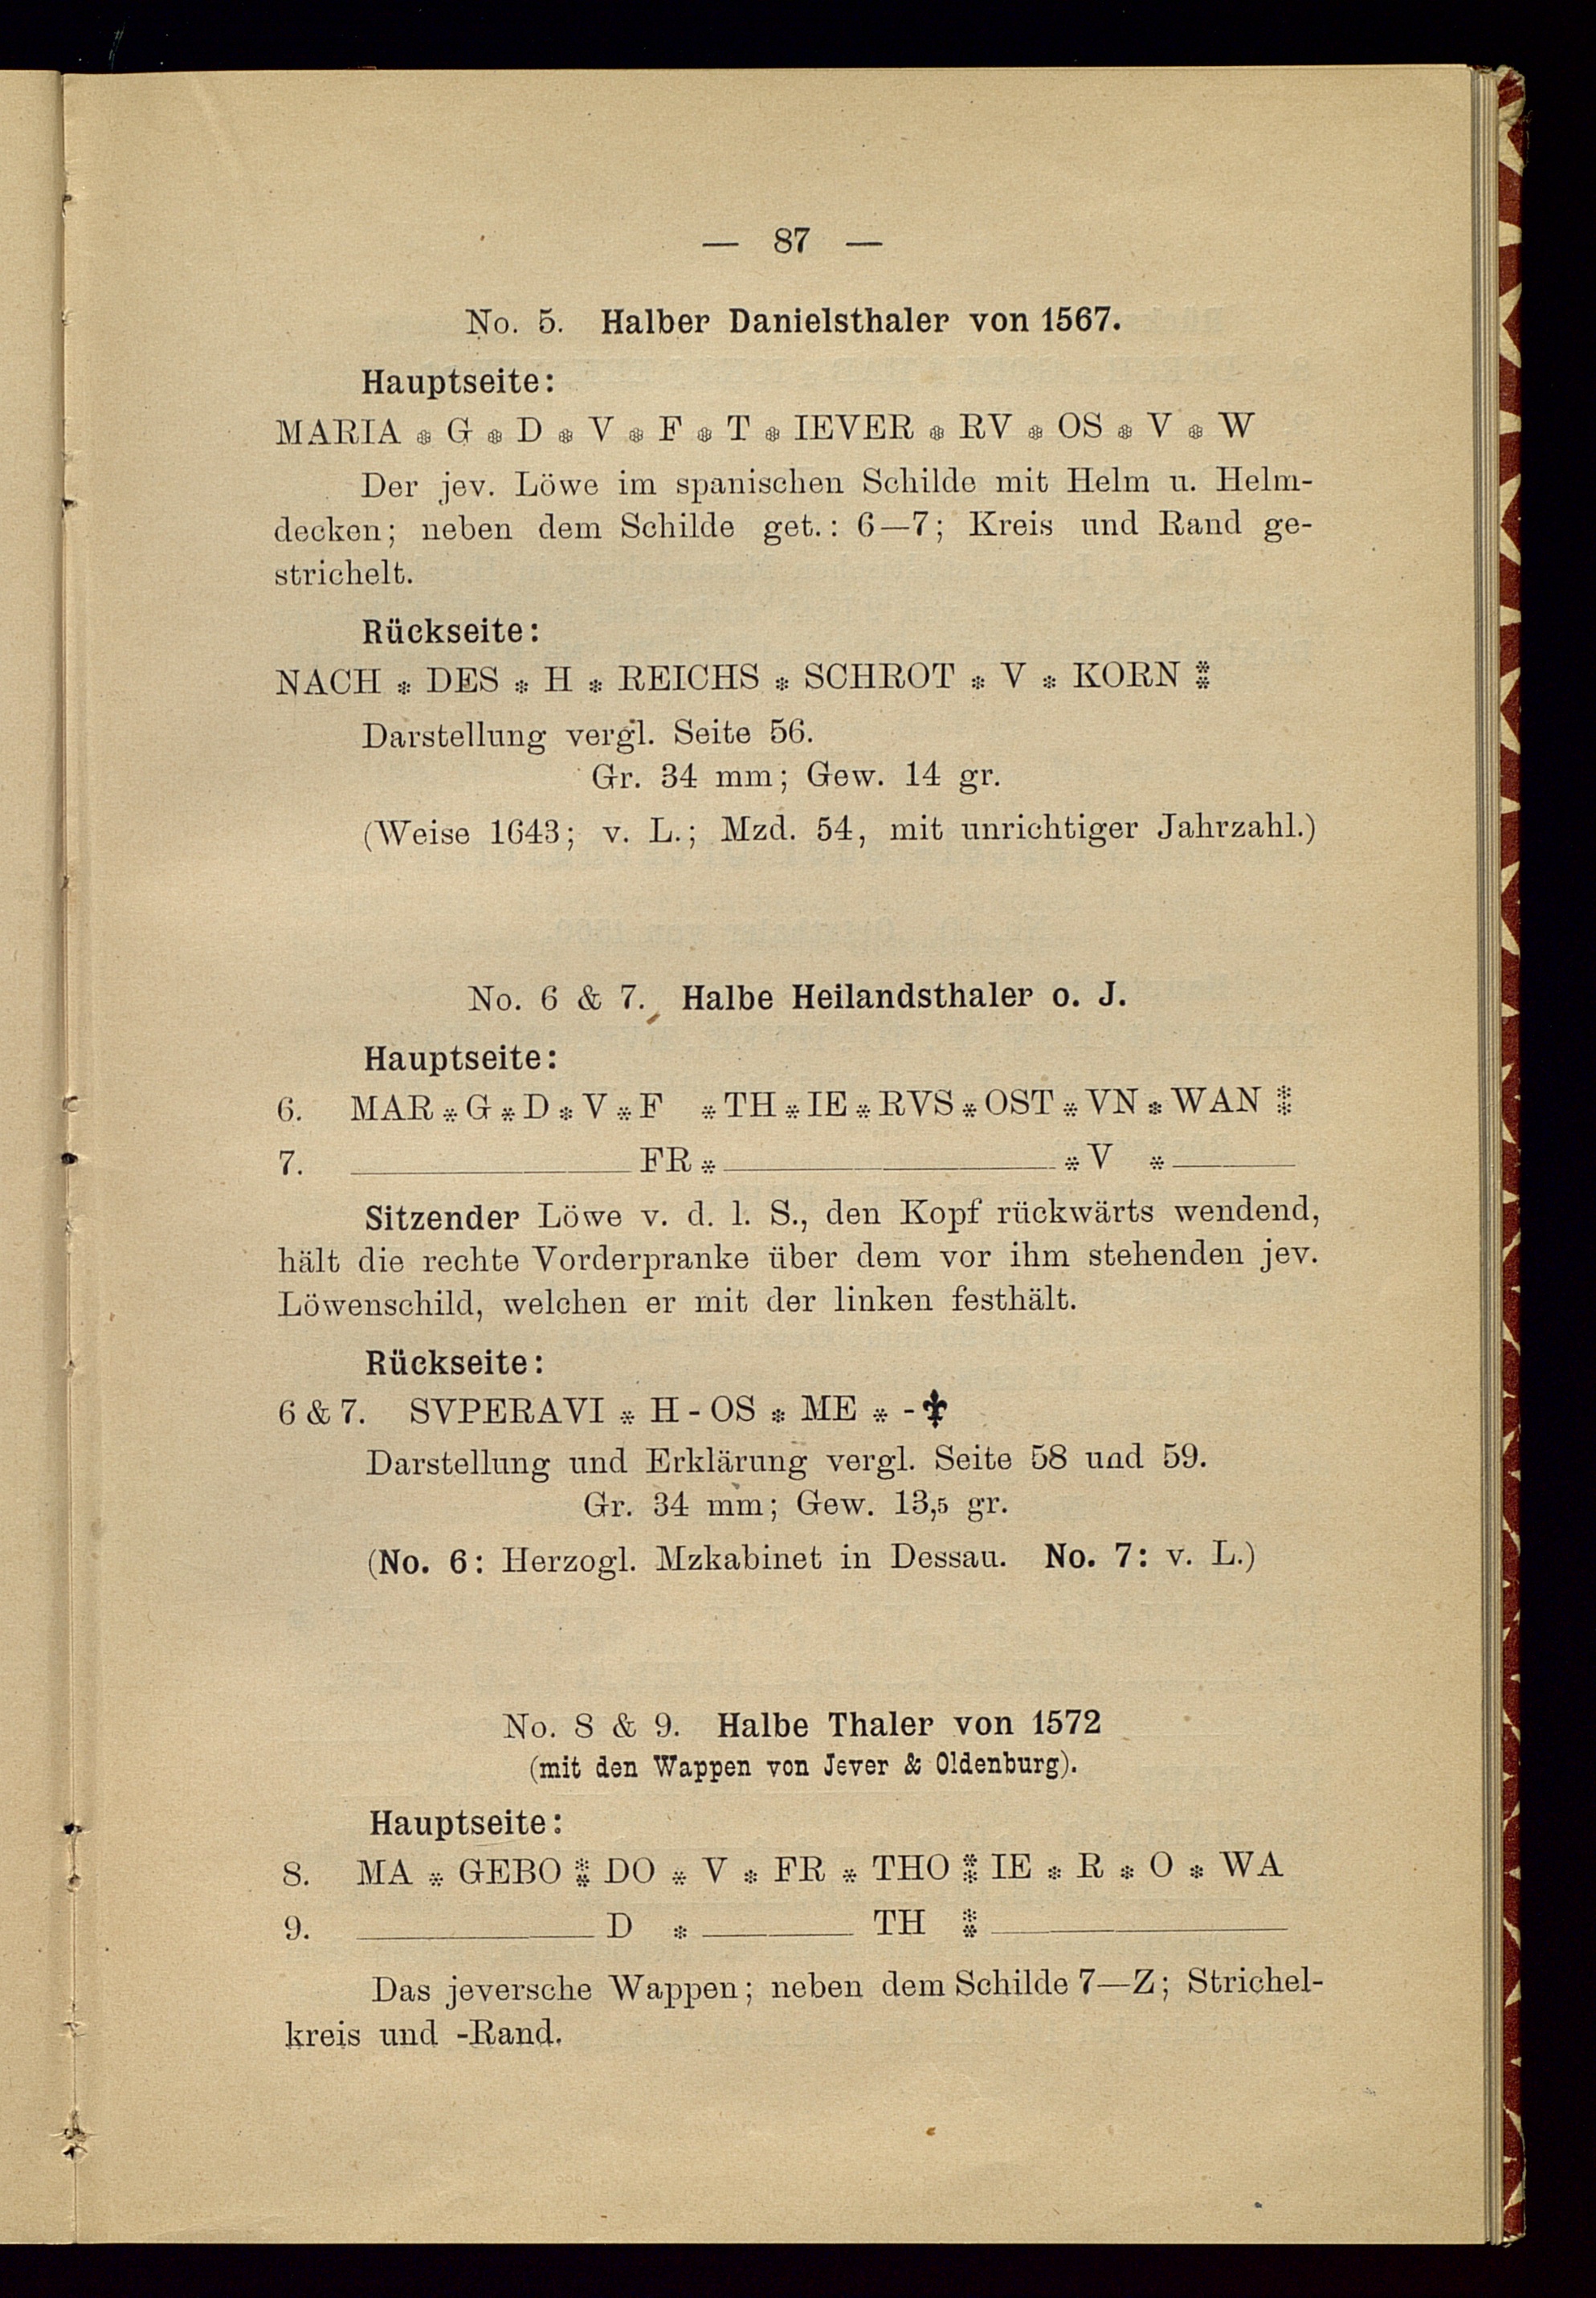 — 87 —
No. 5. Halber Danielsthaler von 1567.
Hauptseite:
MARIA * G * D * V * F * T * IEVER * RV * OS * V * W
Der jev. Löwe im spanischen Schilde mit Helm u. Helm-
decken; neben dem Schilde get.: 6—7; Kreis und Rand ge-
strichelt.
Rückseite:
NACH * DES * H * REICHS * SCHROT * V * KORN ⁑
Darstellung vergl. Seite 56.
Gr. 34 mm; Gew. 14 gr.
(Weise 1643; v. L.; Mzd. 54, mit unrichtiger Jahrzahl.)
No. 6 & 7. Halbe Heilandsthaler o. J.
Hauptseite:
6. MAR * G * D * V * F * TH * IE * RVS * OST * VN * WAN ⁑
7. ——— FR * ——— * V * ———
Sitzender Löwe v. d. l. S., den Kopf rückwärts wendend,
hält die rechte Vorderpranke über dem vor ihm stehenden jev.
Löwenschild, welchen er mit der linken festhält.
Rückseite:
6 & 7. SVPERAVI * H - OS * ME * - ⚜
Darstellung und Erklärung vergl. Seite 58 und 59.
Gr. 34 mm; Gew. 13,5 gr.
(No. 6: Herzogl. Mzkabinet in Dessau. No. 7: v. L.)
No. 8 & 9. Halbe Thaler von 1572
(mit den Wappen von Jever & Oldenburg).
Hauptseite:
8. MA * GEBO ⁑ DO * V * FR * THO ⁑ IE * R * O * WA
9. ——— D * ——— TH ⁑ ———
Das jeversche Wappen; neben dem Schilde 7—Z; Strichel-
kreis und -Rand.